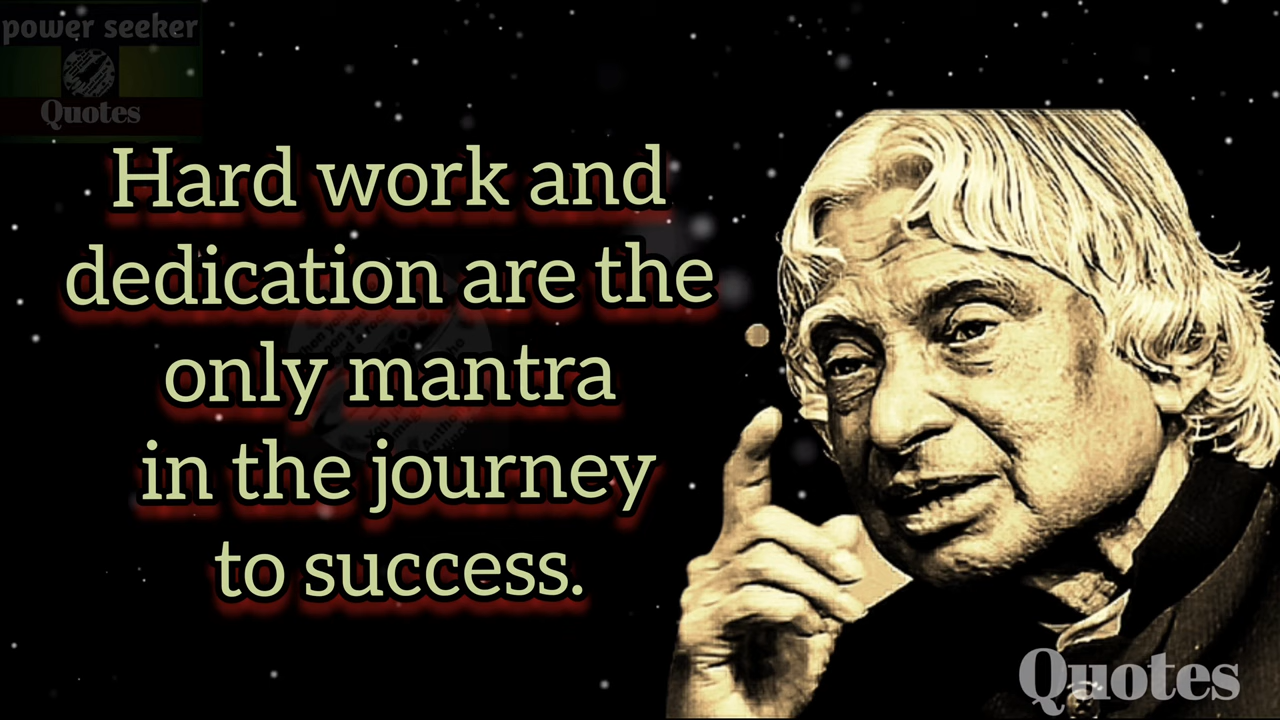 power seeker
Quotes
Hard work and
dedication are the
only mantra
in the journey
to success.
Quotes